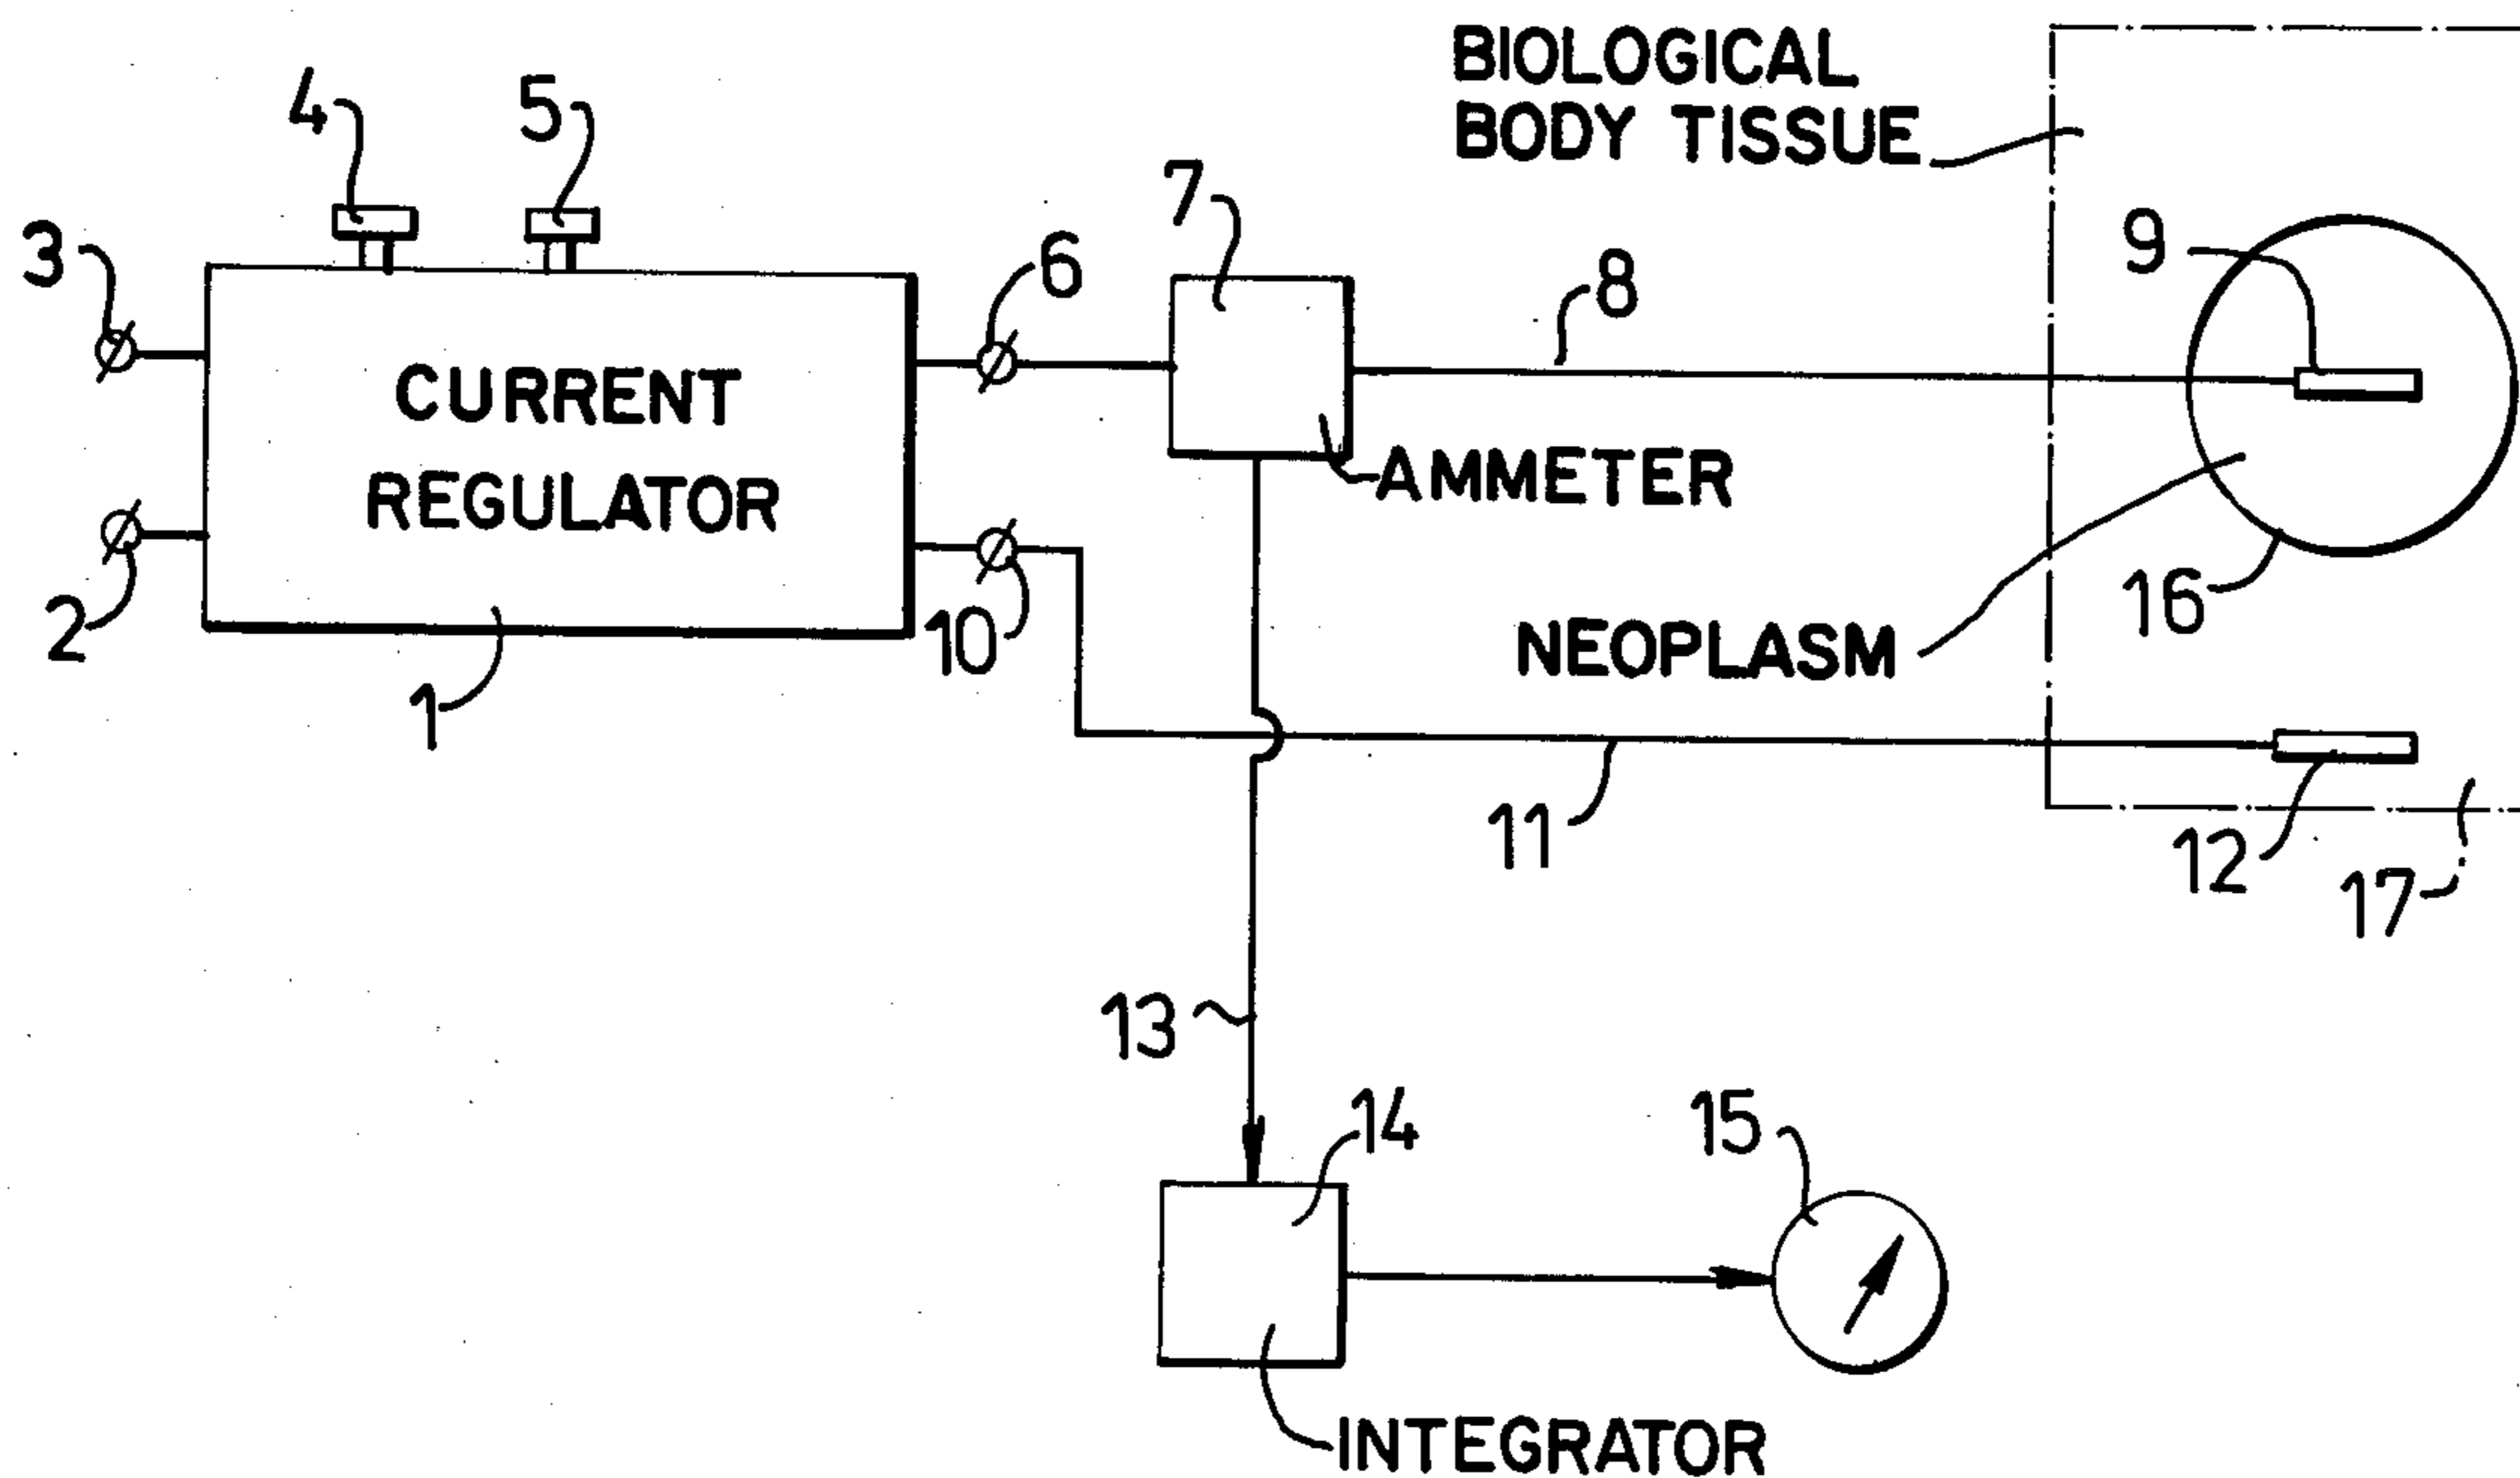 BIOLOGICAL
BODY TISSUE
4
5
7
3
6
8
9
CURRENT
REGULATOR
AMMETER
2
10
16
NEOPLASM
1
11
12
17
13
14
15
INTEGRATOR